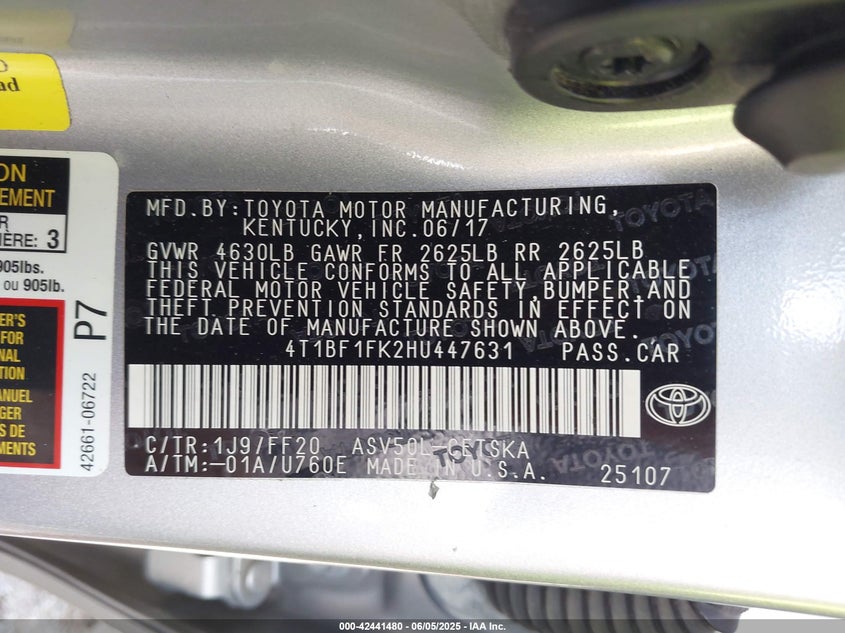 ad
ON
EMENT
R
HERE: 3
905lbs.
ou 905lb.
ER'S
FOR
NAL
TION
ANUEL
R
GER
S DE
NTS
P7
42661-06722
MFD.BY:TOYOTA MOTOR MANUFACTURING,
KENTUCKY,INC.06/17
GVWR 4630LB GAWR FR 2625LB RR 2625LB
THIS VEHICLE CONFORMS TO ALL APPLICABLE
FEDERAL MOTOR VEHICLE SAFETY,BUMPER,AND
THEFT PREVENTION STANDARDS IN EFFECT ON
THE DATE OF MANUFACTURE SHOWN ABOVE.
4T1BF1FK2HU447631 PASS.CAR
C/TR:1J9/FF20 ASV50L-CETSKA
A/TM:-01A/U760E MADE IN U.S.A. 25107
000-42441480 - 06/05/2025 - IAA Inc.